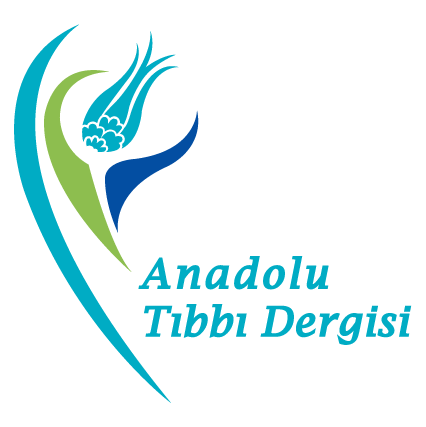 Anadolu
Tıbbı Dergisi